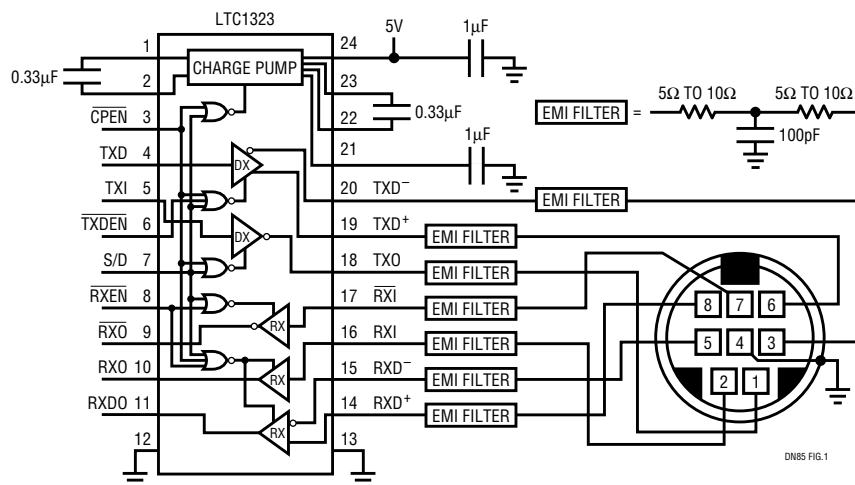 LTC1323
1
2
0.33µF
CHARGE PUMP
24
5V
1µF
23
22
0.33µF
21
1µF
EMI FILTER =
5Ω TO 10Ω
5Ω TO 10Ω
100pF
CPEN
3
TXD 4
DX
20 TXD-
EMI FILTER
TXI 5
19 TXD+
EMI FILTER
TXDEN
6
DX
18 TXO
EMI FILTER
S/D 7
17 RXI
EMI FILTER
RXEN 8
RX
16 RXI
EMI FILTER
RXO 9
RX
15 RXD-
EMI FILTER
RXO 10
RX
14 RXD+
EMI FILTER
RXDO 11
12
13
8 7 6
5 4 3
2 1
DN85 FIG.1